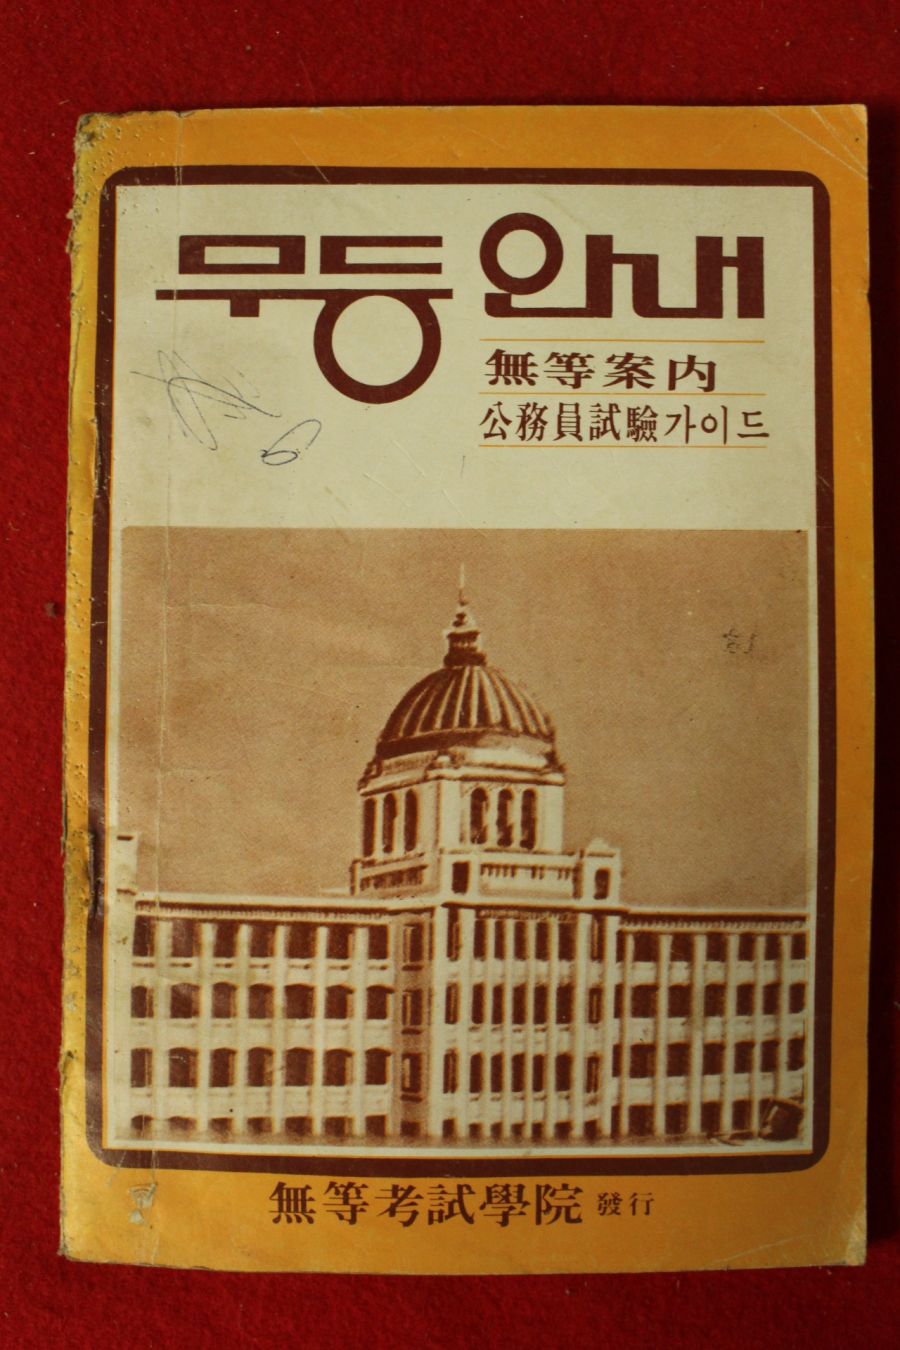 무등안내
無等案內
公務員試驗가이드
無等考試學院 發行